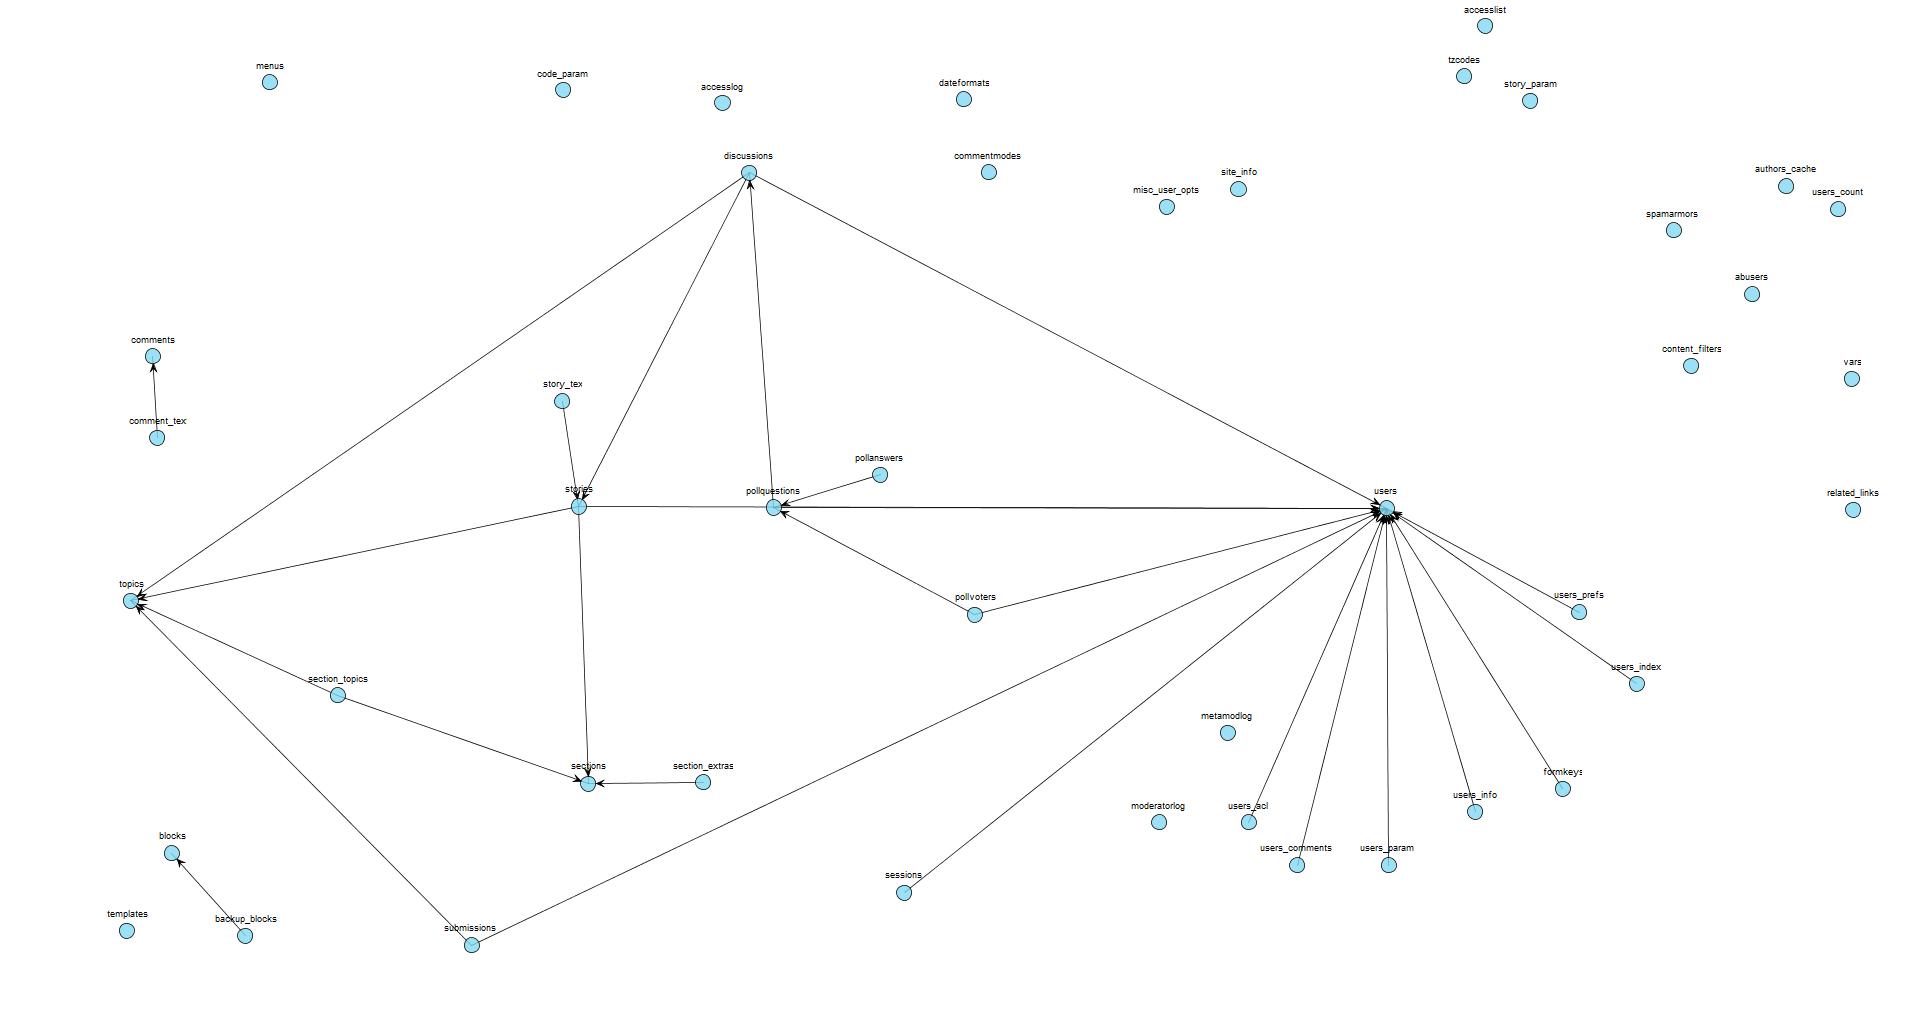 accesslist
tzcodes
menus
code_param
accesslog
dateformats
story_param
discussions
commentmodes
authors_cache
site_info
misc_user_opts
users_count
spamarmors
abusers
comments
content_filters
vars
story_tex
comment_tex
pollanswers
stories
pollquestions
users
related_links
topics
pollvoters
users_prefs
users_index
section_topics
metamodlog
sections
section_extras
formkeys
users_info
moderatorlog
users_acl
blocks
users_comments
users_param
sessions
templates
backup_blocks
submissions